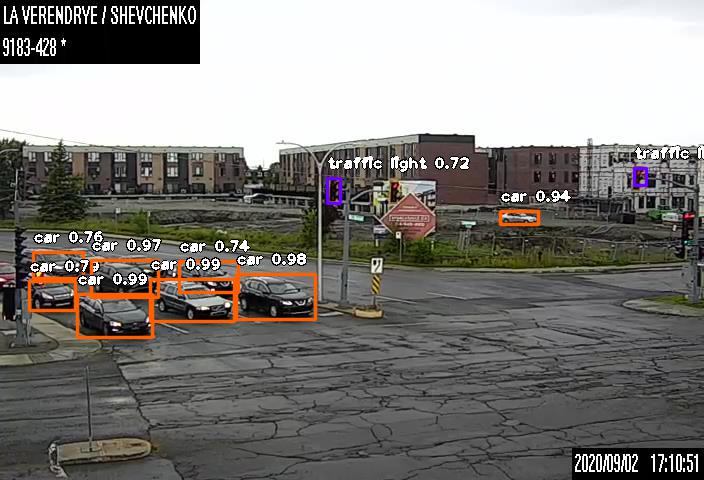 LA VERENDRYE / SHEVCHENKO
9183-428 *
traffic light 0.72
traffic l
car 0.94
car 0.76
car 0.97
car 0.74
car 0.79
car 0.99
car 0.99
car 0.98
2020/09/02 17:10:51